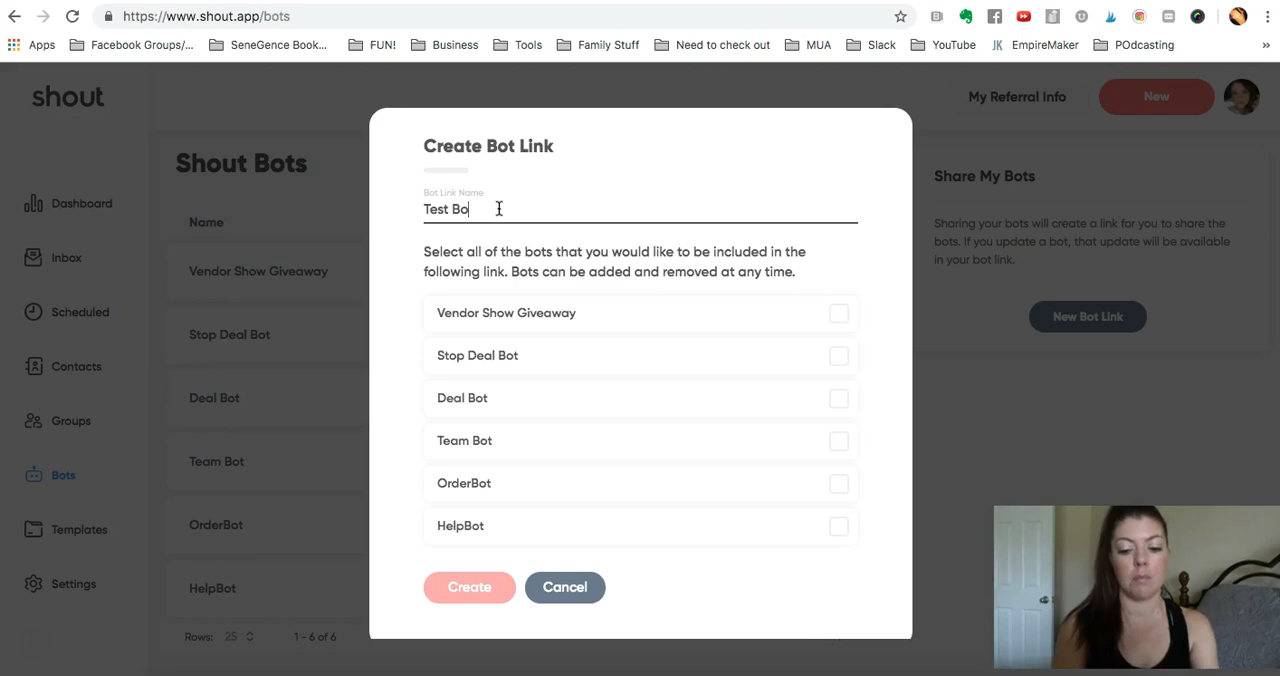 https://www.shout.app/bots
Apps
Facebook Groups/...
SeneGence Book...
FUN!
Business
Tools
Family Stuff
Need to check out
MUA
Slack
YouTube
JK EmpireMaker
POdcasting
»
shout
My Referral Info
New
Dashboard
Inbox
Scheduled
Contacts
Groups
Bots
Templates
Settings
Shout Bots
Name
Vendor Show Giveaway
Stop Deal Bot
Deal Bot
Team Bot
OrderBot
HelpBot
Rows: 25
1 - 6 of 6
Create Bot Link
Bot Link Name
Test Bo
Select all of the bots that you would like to be included in the
following link. Bots can be added and removed at any time.
Vendor Show Giveaway
Stop Deal Bot
Deal Bot
Team Bot
OrderBot
HelpBot
Create
Cancel
Share My Bots
Sharing your bots will create a link for you to share the
bots. If you update a bot, that update will be available
in your bot link.
New Bot Link